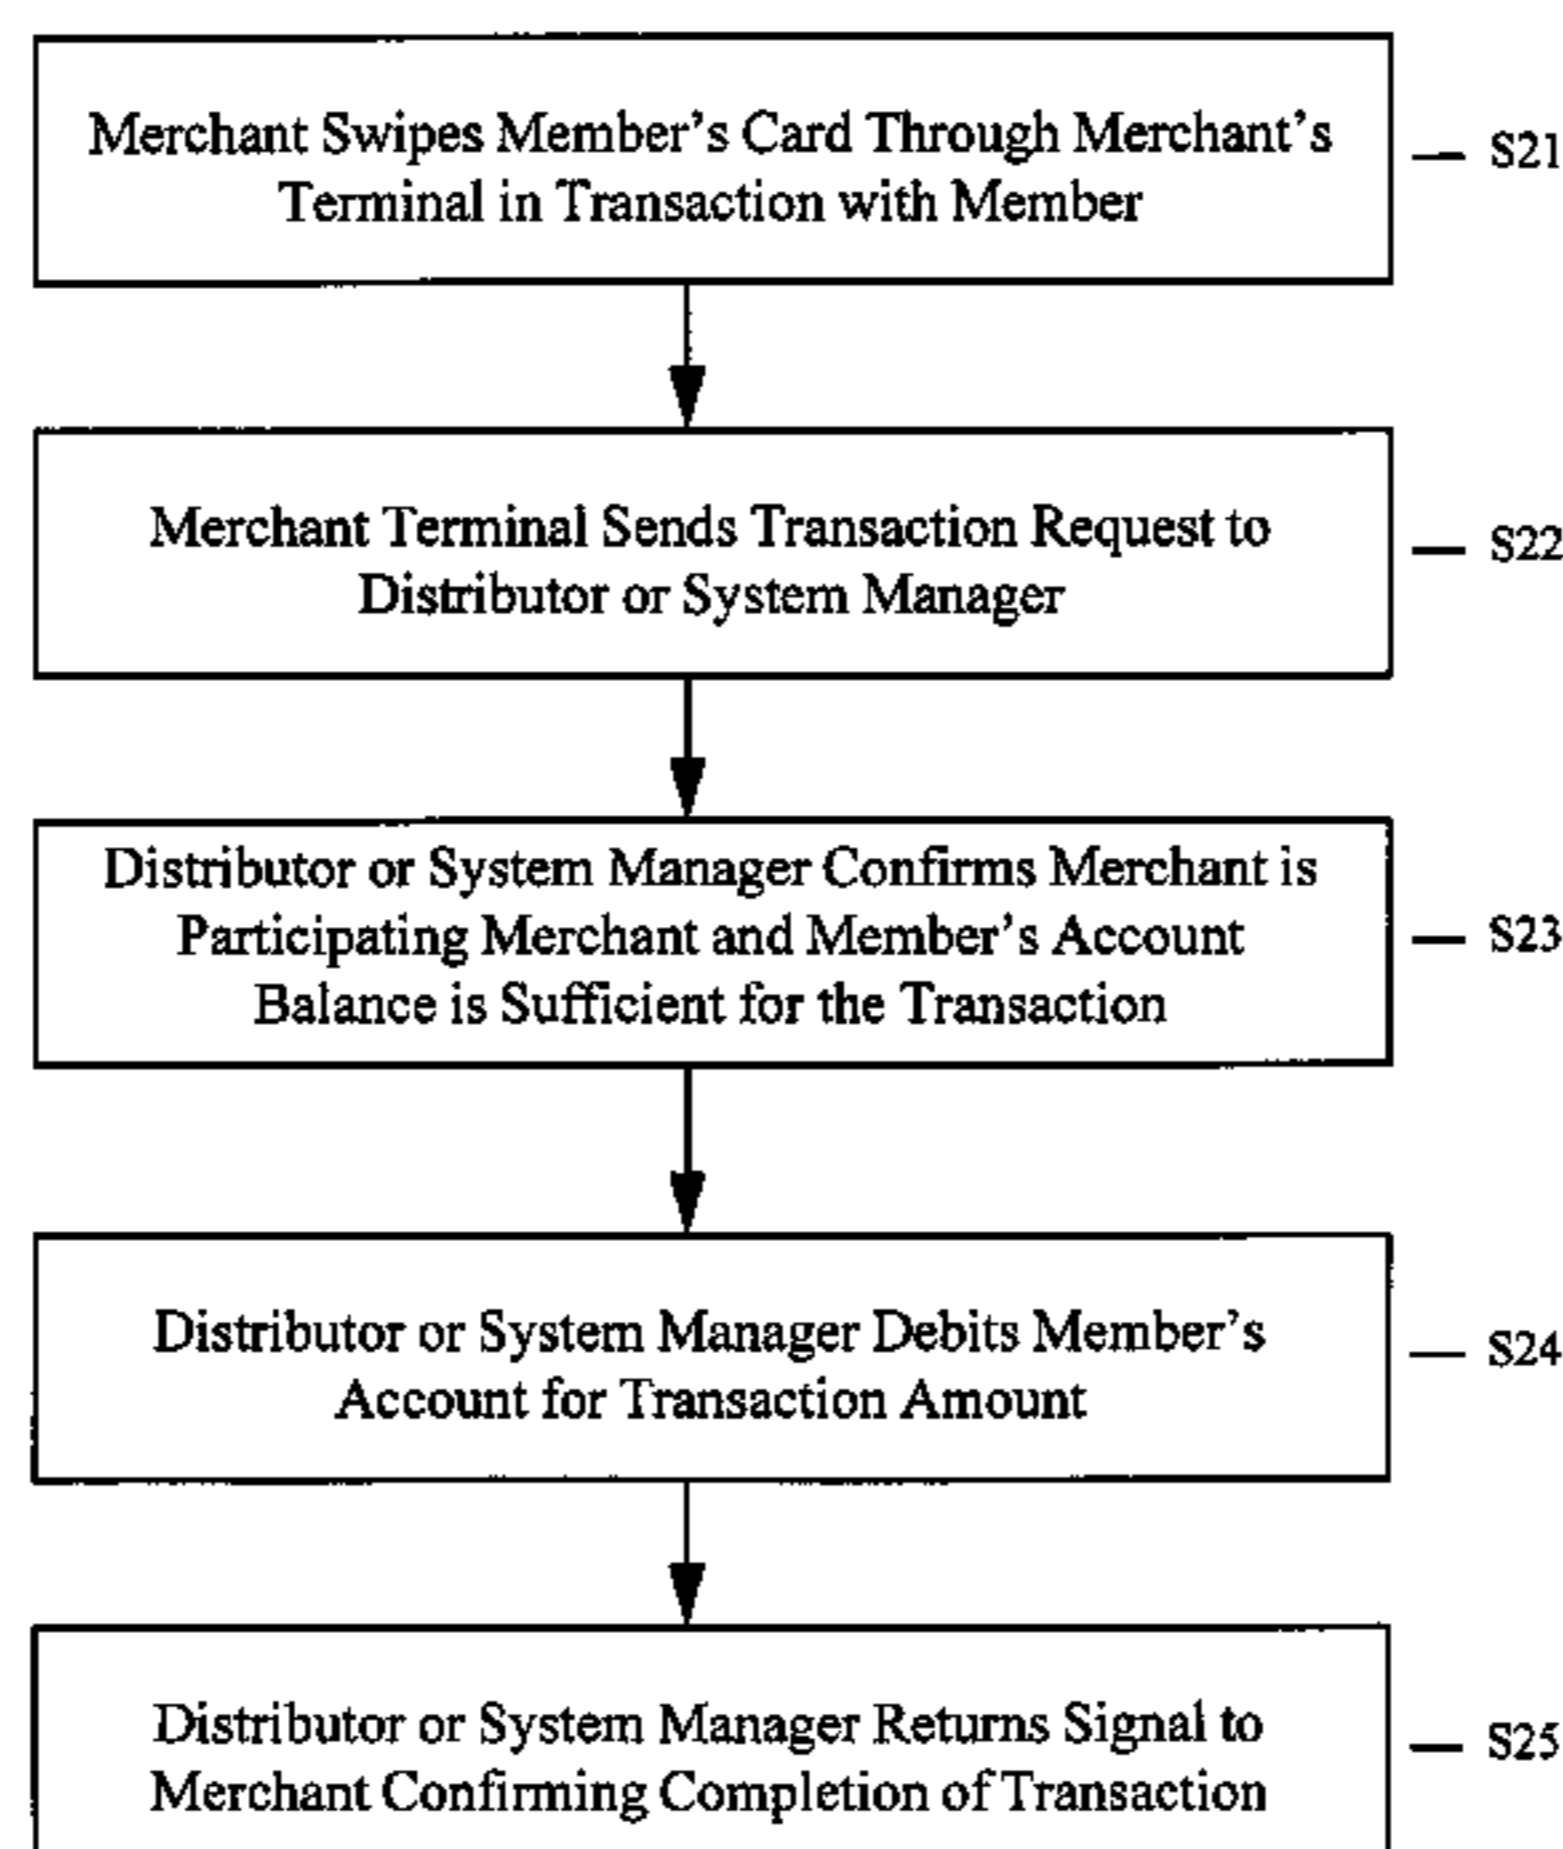 Merchant Swipes Member’s Card Through Merchant’s
Terminal in Transaction with Member
S21
Merchant Terminal Sends Transaction Request to
Distributor or System Manager
S22
Distributor or System Manager Confirms Merchant is
Participating Merchant and Member’s Account
Balance is Sufficient for the Transaction
S23
Distributor or System Manager Debits Member’s
Account for Transaction Amount
S24
Distributor or System Manager Returns Signal to
Merchant Confirming Completion of Transaction
S25